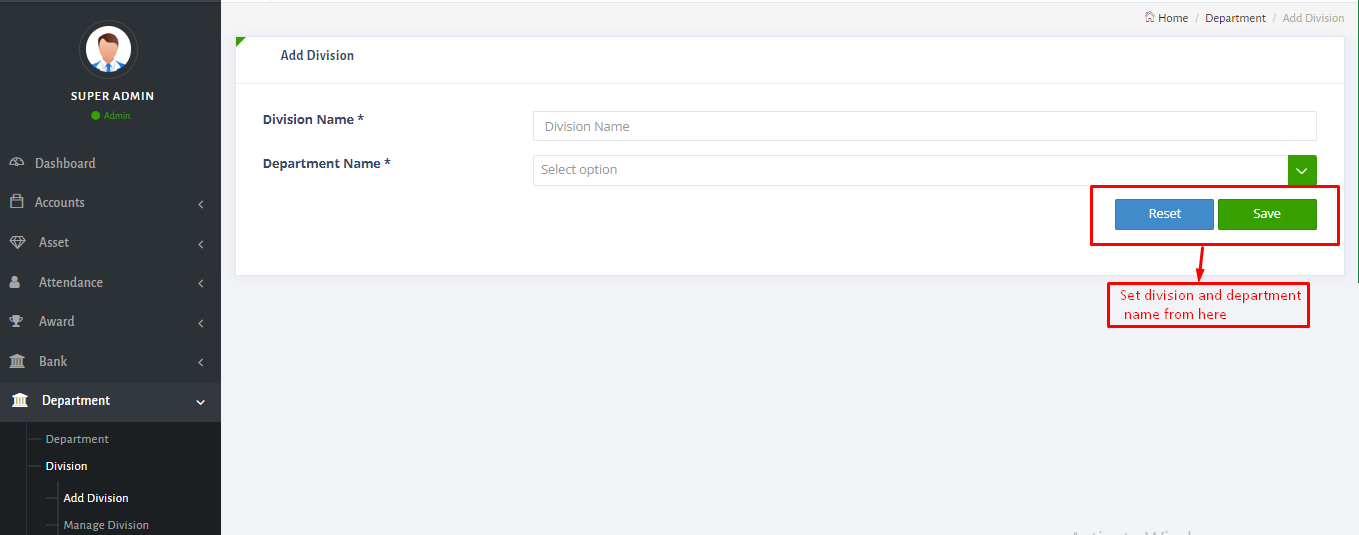 Home / Department / Add Division
SUPER ADMIN
Admin
Dashboard
Accounts
Asset
Attendance
Award
Bank
Department
Department
Division
Add Division
Manage Division
Add Division
Division Name *
Division Name
Department Name *
Select option
Reset
Save
Set division and department
name from here